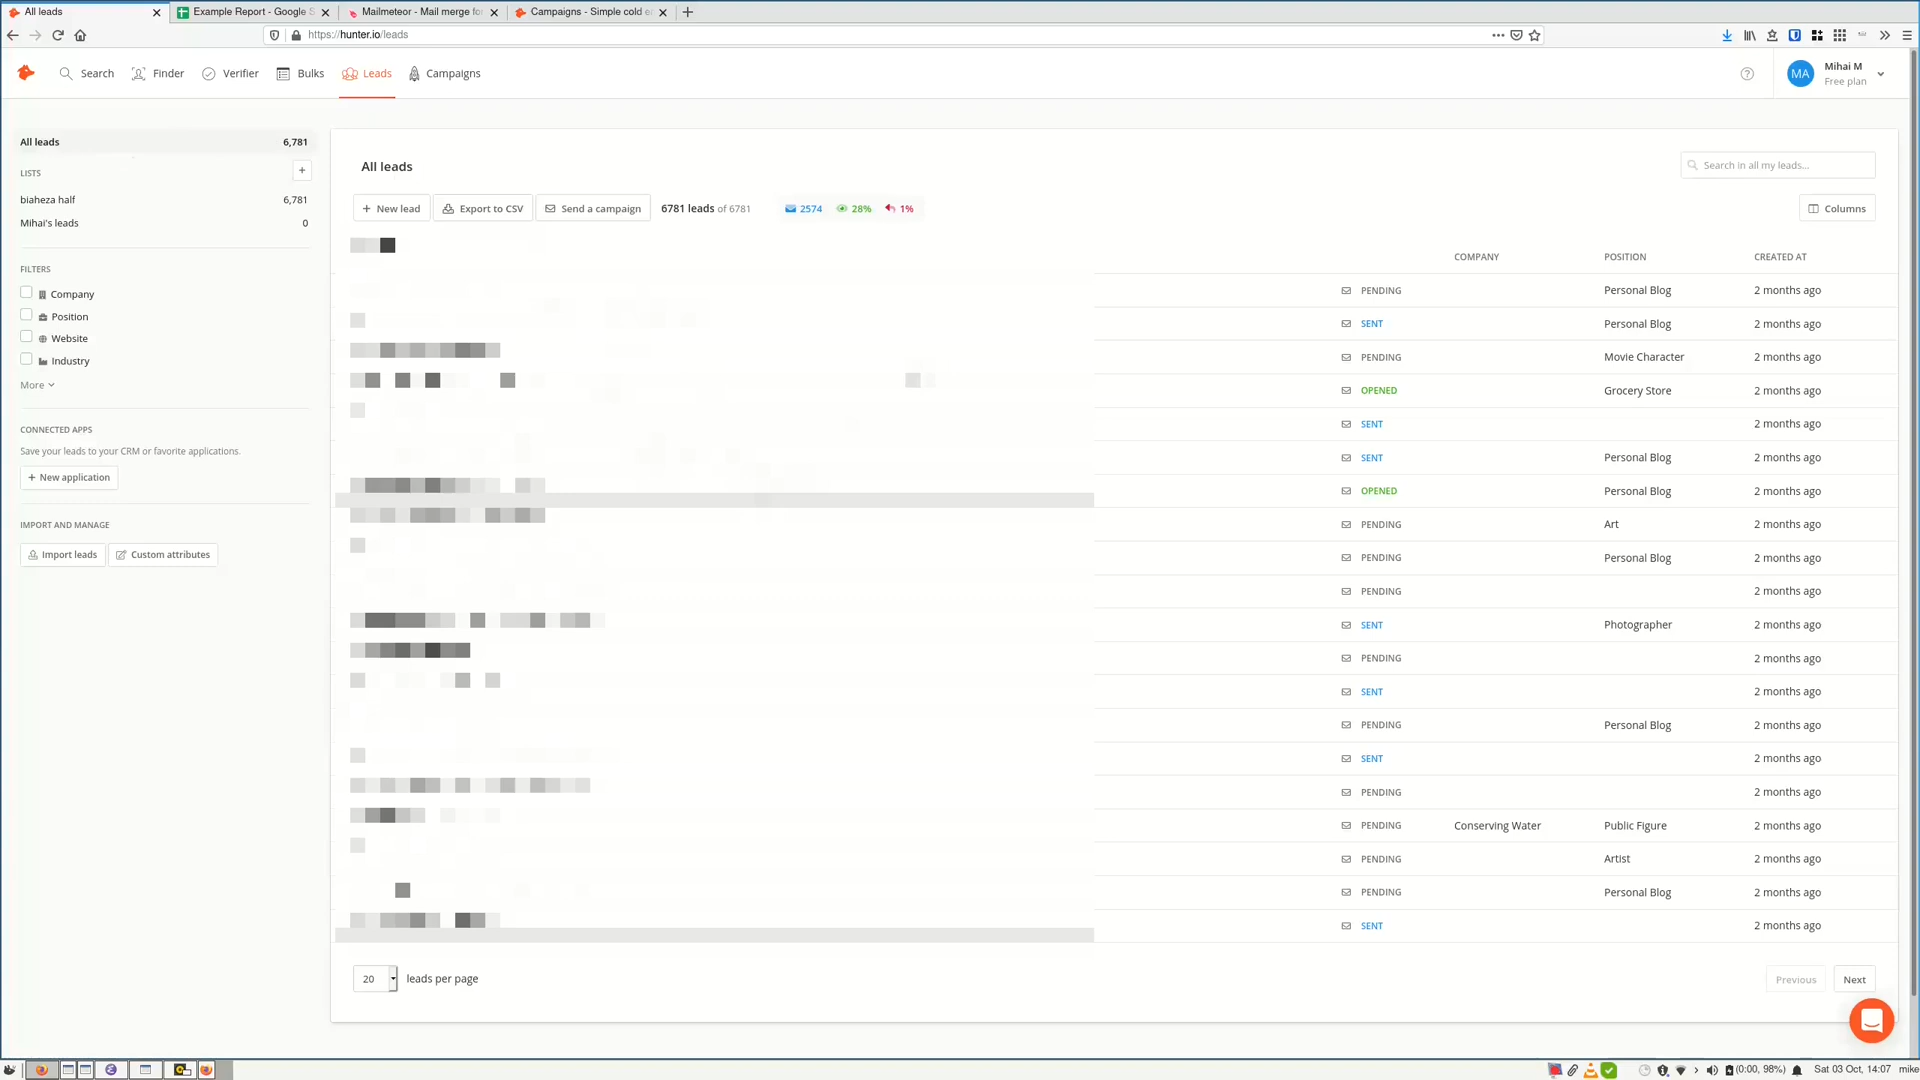 All leads
Example Report - Google S
Mailmeteor - Mail merge fo
Campaigns - Simple cold e
https://hunter.io/leads
Search
Finder
Verifier
Bulks
Leads
Campaigns
MA
Mihai M
Free plan
All leads 6,781
LISTS
+
biaheza half 6,781
Mihai's leads 0
FILTERS
Company
Position
Website
Industry
More
CONNECTED APPS
Save your leads to your CRM or favorite applications.
+ New application
IMPORT AND MANAGE
Import leads
Custom attributes
All leads
Search in all my leads...
+ New lead
Export to CSV
Send a campaign
6781 leads of 6781
2574
28%
1%
Columns
COMPANY POSITION CREATED AT
PENDING Personal Blog 2 months ago
SENT Personal Blog 2 months ago
PENDING Movie Character 2 months ago
OPENED Grocery Store 2 months ago
SENT 2 months ago
SENT Personal Blog 2 months ago
OPENED Personal Blog 2 months ago
PENDING Art 2 months ago
PENDING Personal Blog 2 months ago
PENDING 2 months ago
SENT Photographer 2 months ago
PENDING 2 months ago
SENT 2 months ago
PENDING Personal Blog 2 months ago
SENT 2 months ago
PENDING 2 months ago
PENDING Conserving Water Public Figure 2 months ago
PENDING Artist 2 months ago
PENDING Personal Blog 2 months ago
SENT 2 months ago
20 leads per page
Previous
Next
(0:00, 98%)
Sat 03 Oct, 14:07
mike